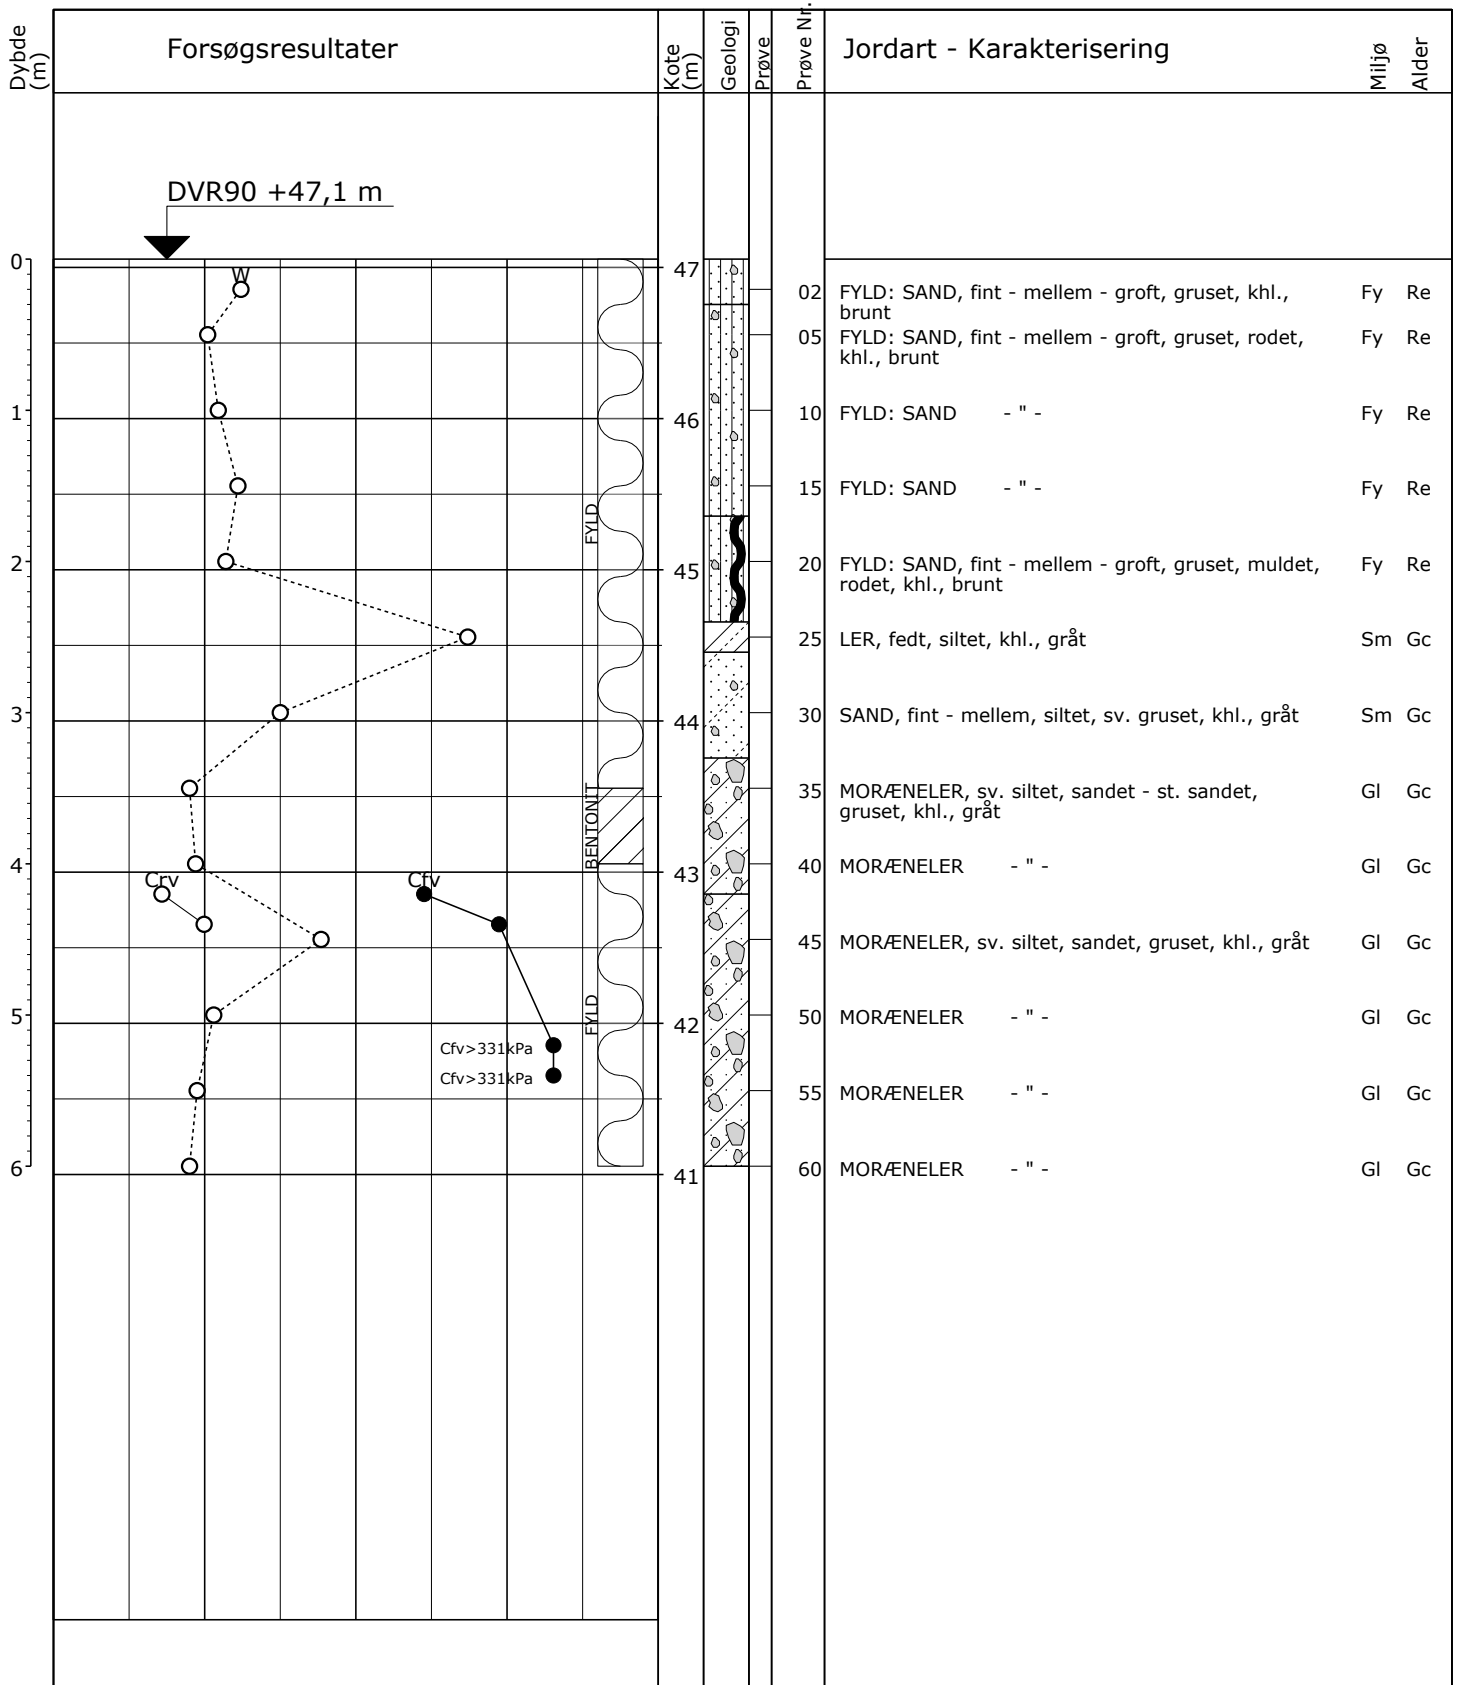 Dybde
(m)
Forsøgsresultater
Kote
(m)
Geologi
Prøve
Prøve Nr.
Jordart - Karakterisering
Miljø
Alder
DVR90 +47,1 m
0
W
47
02 FYLD: SAND, fint - mellem - groft, gruset, khl., Fy Re
brunt
05 FYLD: SAND, fint - mellem - groft, gruset, rodet, Fy Re
khl., brunt
1
46
10 FYLD: SAND - " - Fy Re
15 FYLD: SAND - " - Fy Re
FYLD
2
45
20 FYLD: SAND, fint - mellem - groft, gruset, muldet, Fy Re
rodet, khl., brunt
25 LER, fedt, siltet, khl., gråt Sm Gc
3
44
30 SAND, fint - mellem, siltet, sv. gruset, khl., gråt Sm Gc
35 MORÆNELER, sv. siltet, sandet - st. sandet, Gl Gc
gruset, khl., gråt
BENTONIT
4
43
40 MORÆNELER - " - Gl Gc
Crv
Cfv
45 MORÆNELER, sv. siltet, sandet, gruset, khl., gråt Gl Gc
FYLD
5
42
50 MORÆNELER - " - Gl Gc
Cfv>331kPa
Cfv>331kPa
55 MORÆNELER - " - Gl Gc
6
41
60 MORÆNELER - " - Gl Gc